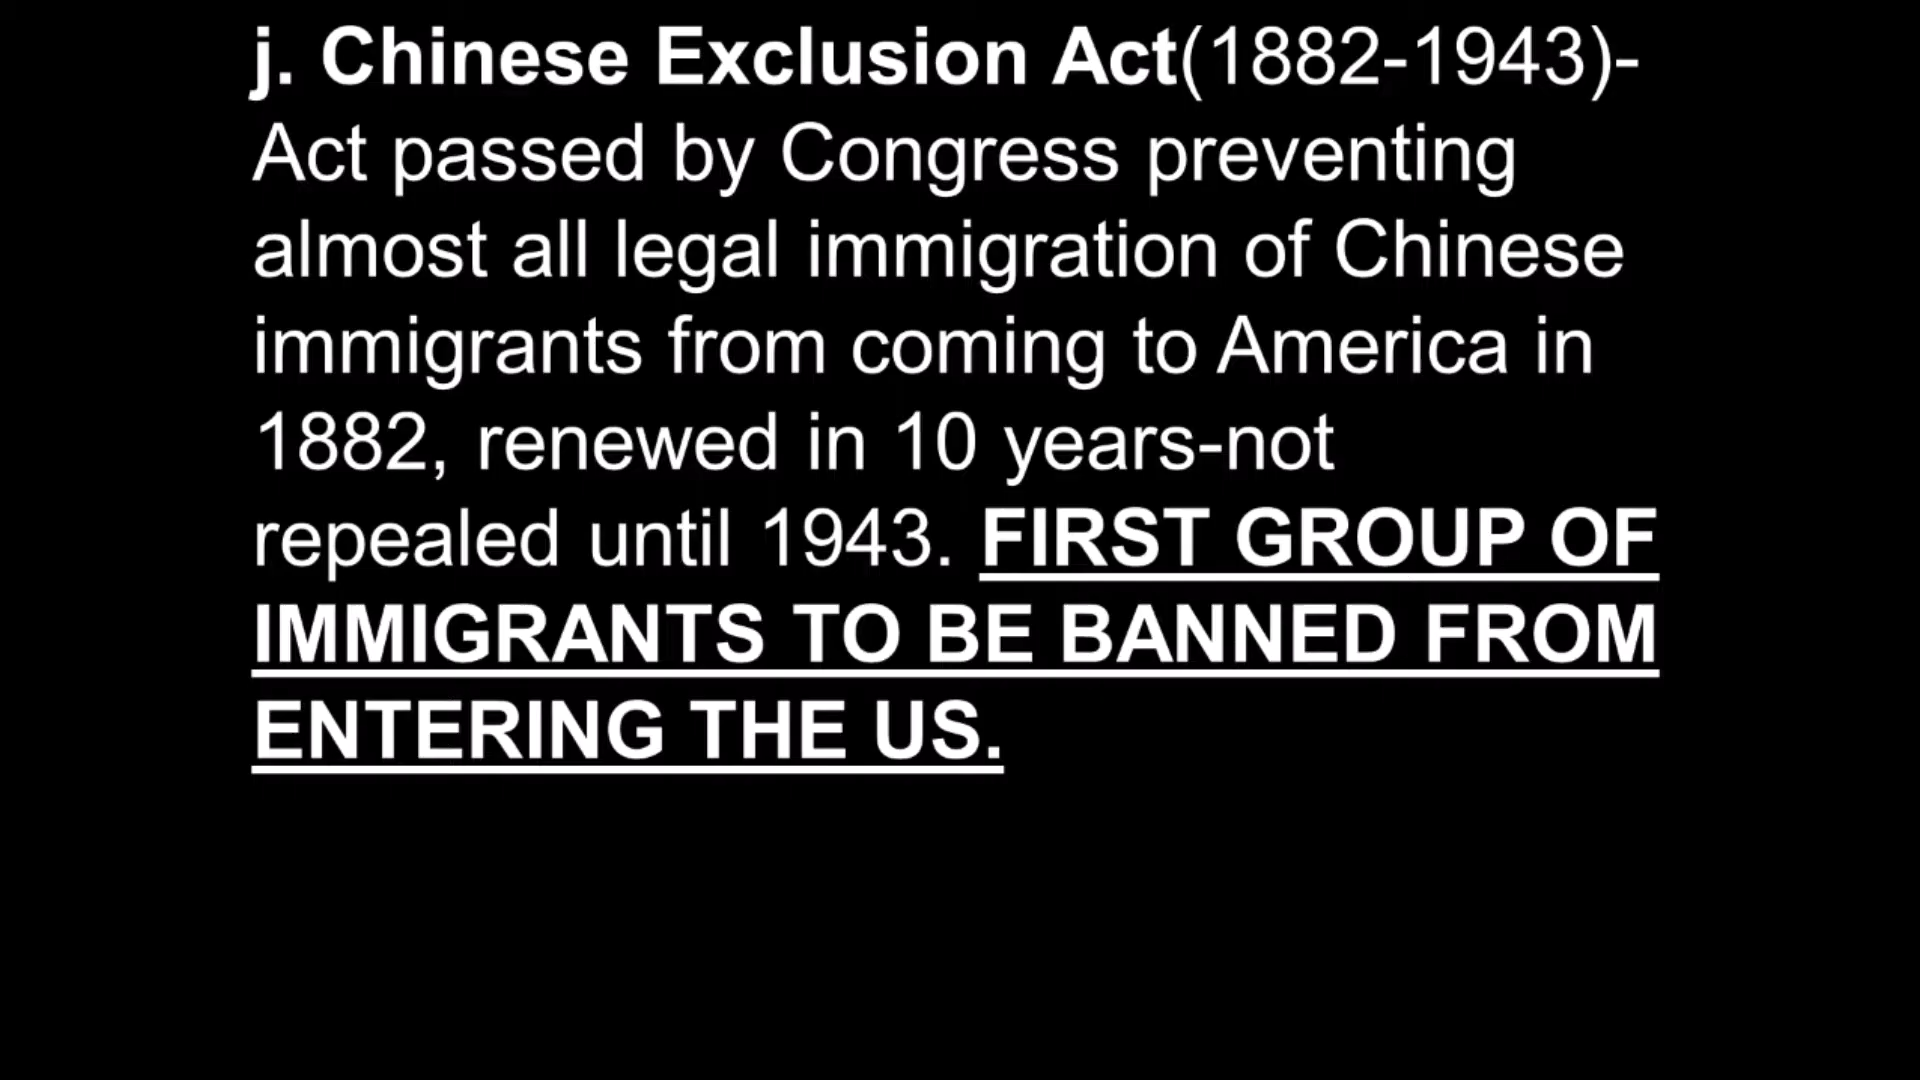 j. Chinese Exclusion Act(1882-1943)-
Act passed by Congress preventing
almost all legal immigration of Chinese
immigrants from coming to America in
1882, renewed in 10 years-not
repealed until 1943. FIRST GROUP OF
IMMIGRANTS TO BE BANNED FROM
ENTERING THE US.